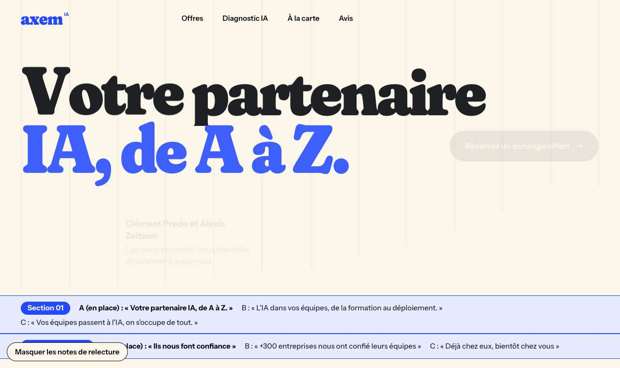 axem IA
Offres Diagnostic IA À la carte Avis
Votre partenaire
IA, de A à Z.
Réserver un échange offert →
Clément Predo et Alexis
Section 01 A (en place) : « Votre partenaire IA, de A à Z. » B : « L'IA dans vos équipes, de la formation au déploiement. »
C : « Vos équipes passent à l'IA, on s'occupe de tout. »
lace) : « Ils nous font confiance » B : « +300 entreprises nous ont confié leurs équipes » C : « Déjà chez eux, bientôt chez vous »
Masquer les notes de relecture